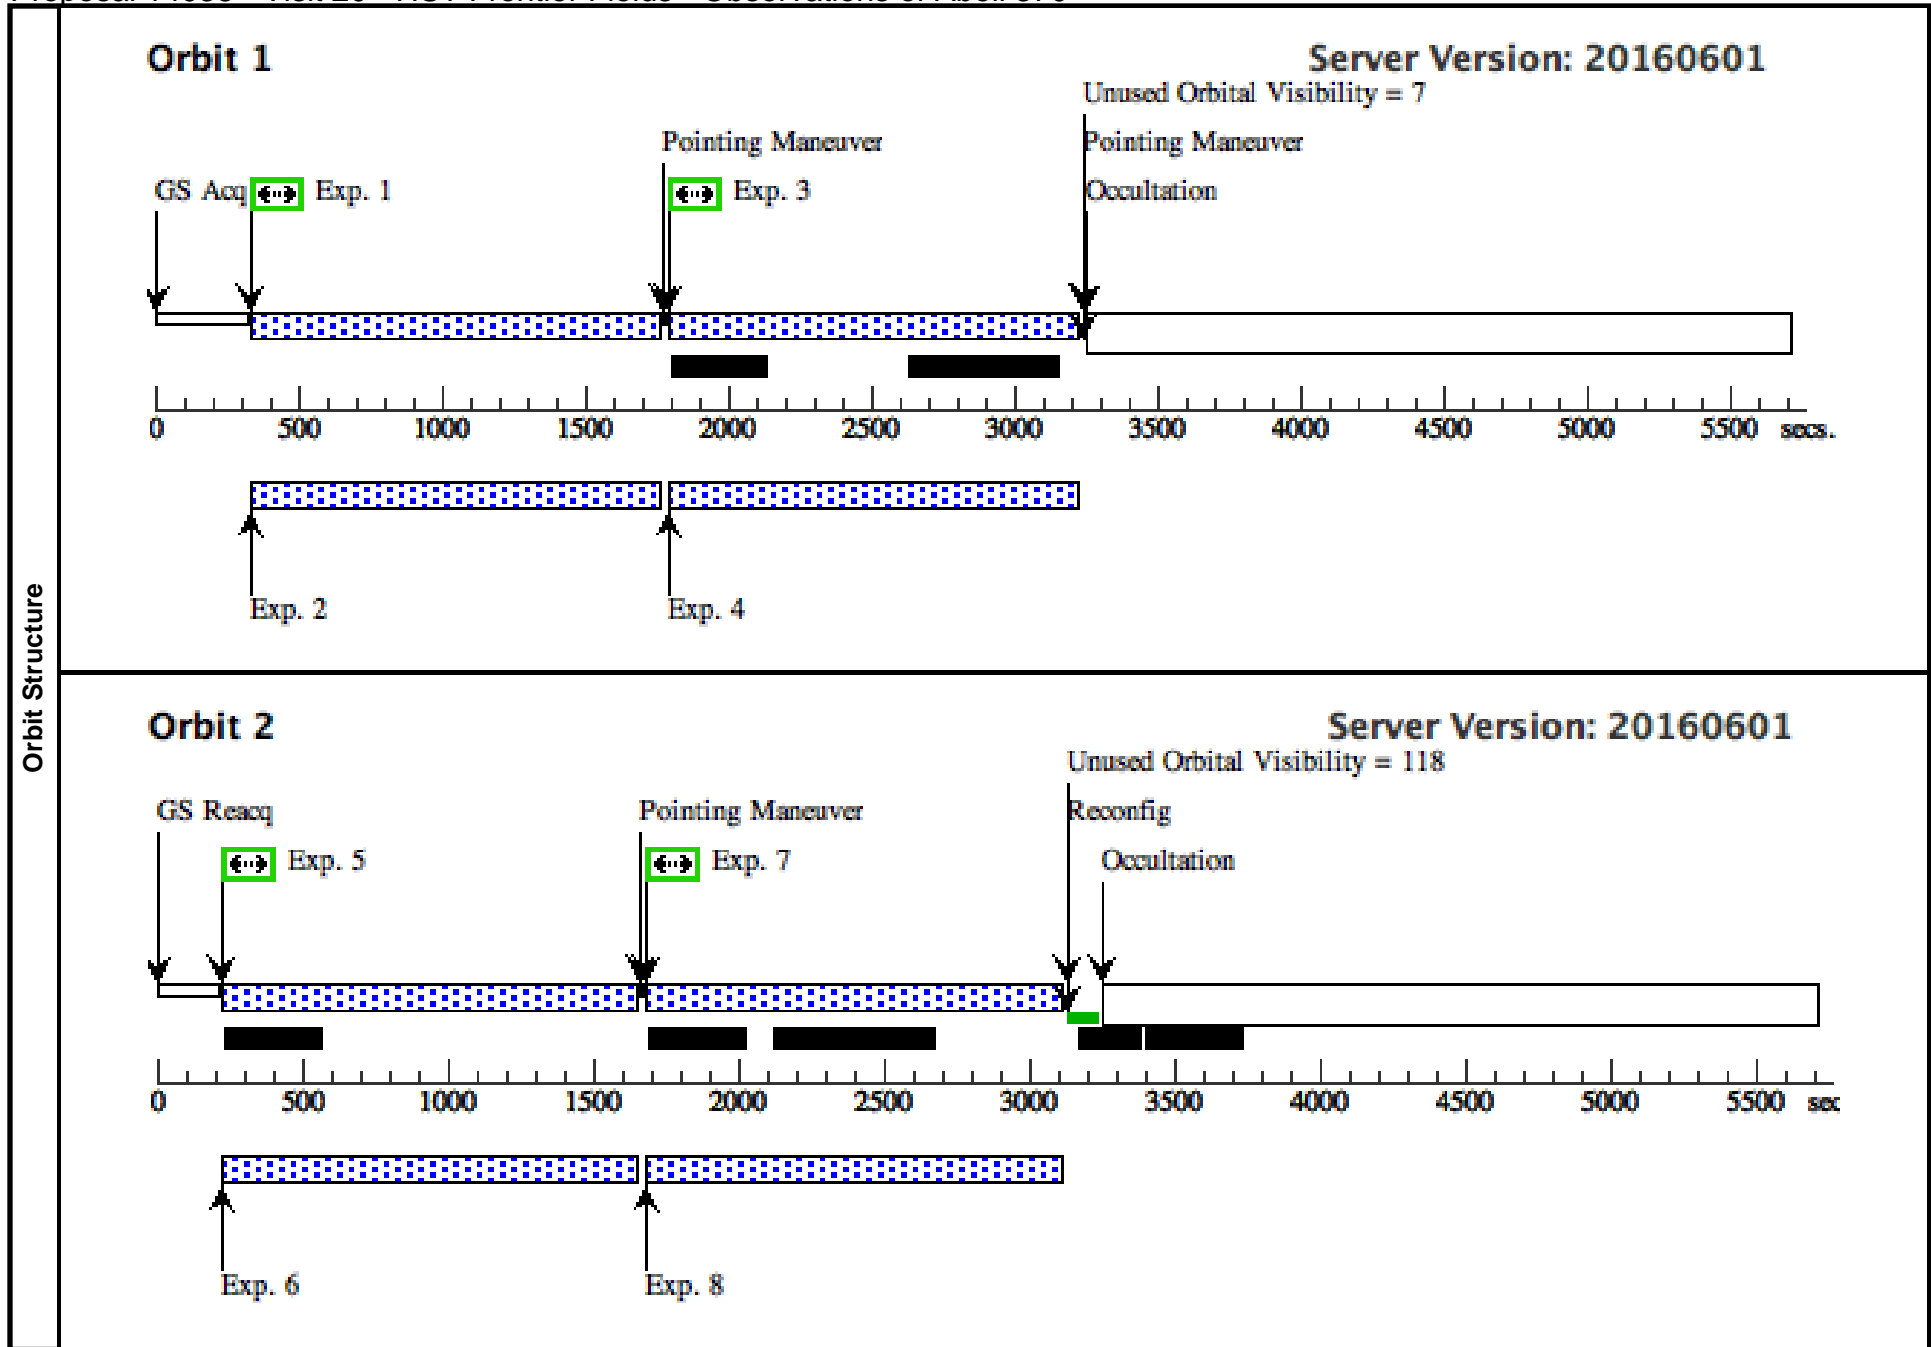 Orbit Structure
Orbit 1
Server Version: 20160601
Unused Orbital Visibility = 7
Pointing Maneuver
Pointing Maneuver
GS Acq
Exp. 1
Exp. 3
Occultation
0 500 1000 1500 2000 2500 3000 3500 4000 4500 5000 5500 secs.
Exp. 2
Exp. 4
Orbit 2
Server Version: 20160601
Unused Orbital Visibility = 118
GS Reacq
Pointing Maneuver
Reconfig
Exp. 5
Exp. 7
Occultation
0 500 1000 1500 2000 2500 3000 3500 4000 4500 5000 5500 sec
Exp. 6
Exp. 8